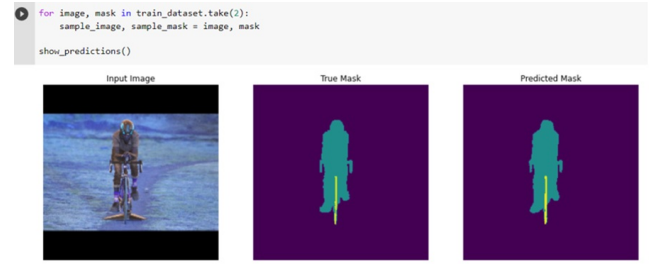 for image, mask in train_dataset.take(2):
    sample_image, sample_mask = image, mask
show_predictions()
Input Image
True Mask
Predicted Mask